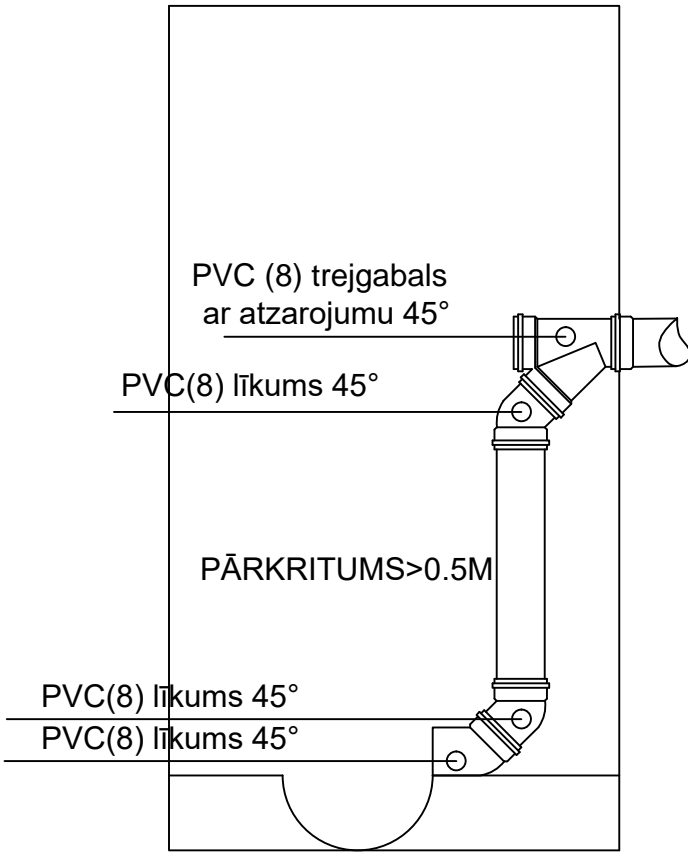 PVC (8) trejgabals
ar atzarojumu 45°
PVC(8) līkums 45°
PĀRKRITUMS>0.5M
PVC(8) līkums 45°
PVC(8) līkums 45°